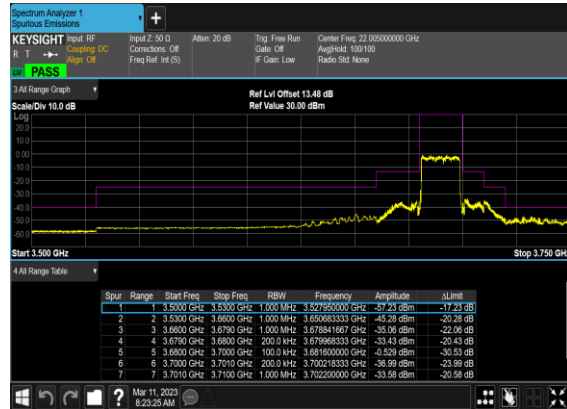 Spectrum Analyzer 1
Spurious Emissions
+
KEYSIGHT Input: RF Input Z: 50 Ω Atten: 20 dB Trig: Free Run Center Freq: 22.005000000 GHz
R T Coupling: DC Corrections: Off Gate: Off Avg|Hold: 100/100
Align: Off Freq Ref: Int (S) IF Gain: Low Radio Std: None
PASS
3 All Range Graph
Ref Lvl Offset 13.48 dB
Scale/Div 10.0 dB Ref Value 30.00 dBm
Log
20.0
10.0
0.00
-10.0
-20.0
-30.0
-40.0
-50.0
-60.0
Start 3.500 GHz Stop 3.750 GHz
4 All Range Table
Spur Range Start Freq Stop Freq RBW Frequency Amplitude ΔLimit
1 1 3.5000 GHz 3.5300 GHz 1.000 MHz 3.527950000 GHz -57.23 dBm -17.23 dB
2 2 3.5300 GHz 3.6600 GHz 1.000 MHz 3.650683333 GHz -45.28 dBm -20.28 dB
3 3 3.6600 GHz 3.6790 GHz 1.000 MHz 3.678841667 GHz -35.06 dBm -22.06 dB
4 4 3.6790 GHz 3.6800 GHz 200.0 kHz 3.679968333 GHz -33.43 dBm -20.43 dB
5 5 3.6800 GHz 3.7000 GHz 100.0 kHz 3.681600000 GHz -0.529 dBm -30.53 dB
6 6 3.7000 GHz 3.7010 GHz 200.0 kHz 3.700218333 GHz -36.99 dBm -23.99 dB
7 7 3.7010 GHz 3.7100 GHz 1.000 MHz 3.702200000 GHz -33.58 dBm -20.58 dB
?
Mar 11, 2023
8:23:25 AM